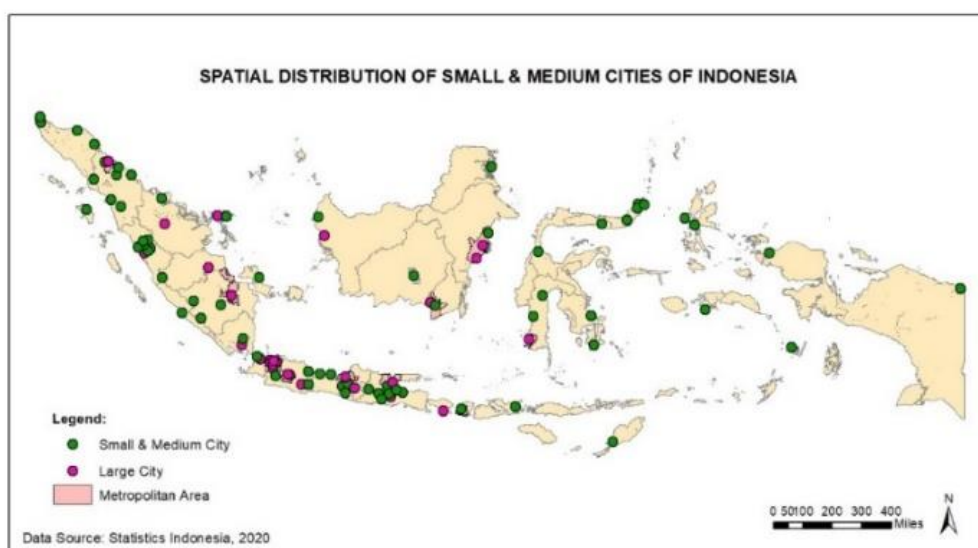 SPATIAL DISTRIBUTION OF SMALL & MEDIUM CITIES OF INDONESIA
Legend:
Small & Medium City
Large City
Metropolitan Area
N
0 50100 200 300 400
Miles
Data Source: Statistics Indonesia, 2020